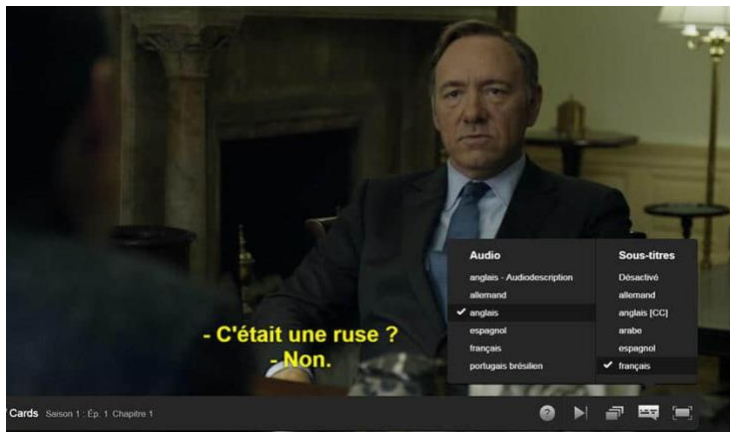 Audio
anglais - Audiodescription
allemand
anglais
espagnol
français
portugais brésilien
Sous-titres
Désactivé
allemand
anglais [CC]
arabe
espagnol
français
- C'était une ruse ?
- Non.
Cards Saison 1 : Ép. 1 Chapitre 1
?